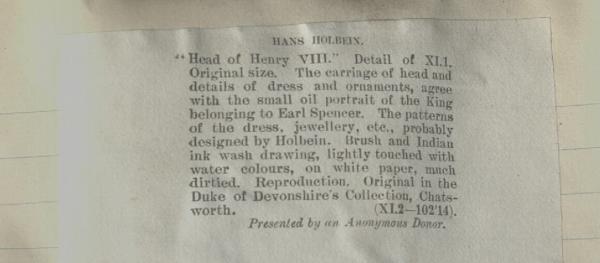 HANS HOLBEIN.
"Head of Henry VIII." Detail of XI.1.
Original size. The carriage of head and
details of dress and ornaments, agree
with the small oil portrait of the King
belonging to Earl Spencer. The patterns
of the dress, jewellery, etc., probably
designed by Holbein. Brush and Indian
ink wash drawing, lightly touched with
water colours, on white paper, much
dirtied. Reproduction. Original in the
Duke of Devonshire's Collection, Chats-
worth. (XI.2—102'14).
Presented by an Anonymous Donor.